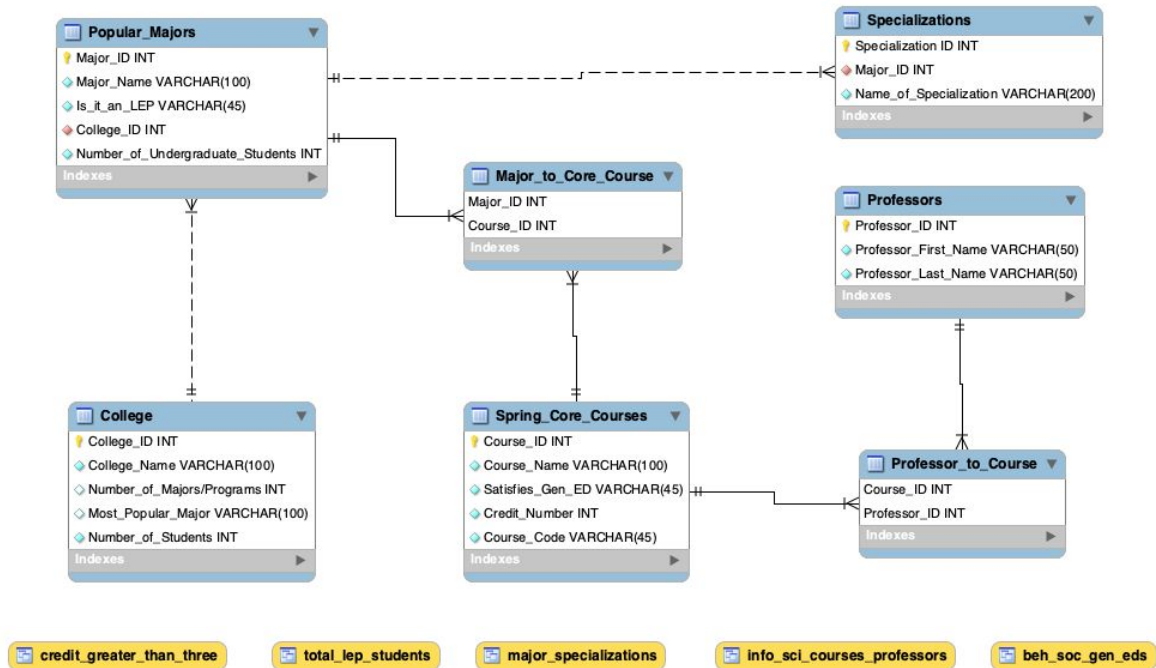 Popular_Majors
Major_ID INT
Major_Name VARCHAR(100)
Is_it_an_LEP VARCHAR(45)
College_ID INT
Number_of_Undergraduate_Students INT
Indexes
Specializations
Specialization ID INT
Major_ID INT
Name_of_Specialization VARCHAR(200)
Indexes
Major_to_Core_Course
Major_ID INT
Course_ID INT
Indexes
Professors
Professor_ID INT
Professor_First_Name VARCHAR(50)
Professor_Last_Name VARCHAR(50)
Indexes
College
College_ID INT
College_Name VARCHAR(100)
Number_of_Majors/Programs INT
Most_Popular_Major VARCHAR(100)
Number_of_Students INT
Indexes
Spring_Core_Courses
Course_ID INT
Course_Name VARCHAR(100)
Satisfies_Gen_ED VARCHAR(45)
Credit_Number INT
Course_Code VARCHAR(45)
Indexes
Professor_to_Course
Course_ID INT
Professor_ID INT
Indexes
credit_greater_than_three
total_lep_students
major_specializations
info_sci_courses_professors
beh_soc_gen_eds